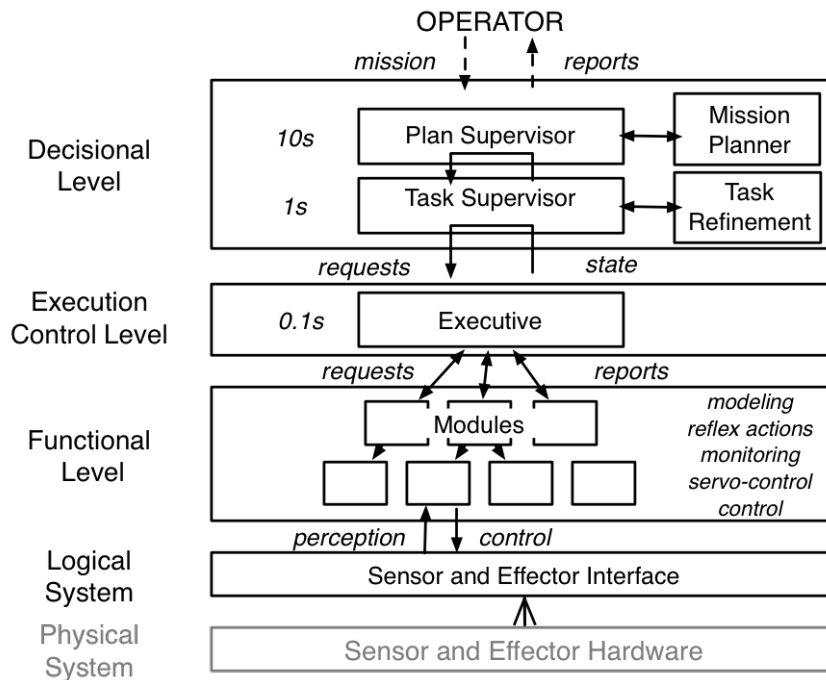 OPERATOR
mission
reports
Decisional
Level
10s
Plan Supervisor
Mission
Planner
1s
Task Supervisor
Task
Refinement
requests
state
Execution
Control Level
0.1s
Executive
requests
reports
Functional
Level
Modules
modeling
reflex actions
monitoring
servo-control
control
perception
control
Logical
System
Sensor and Effector Interface
Physical
System
Sensor and Effector Hardware